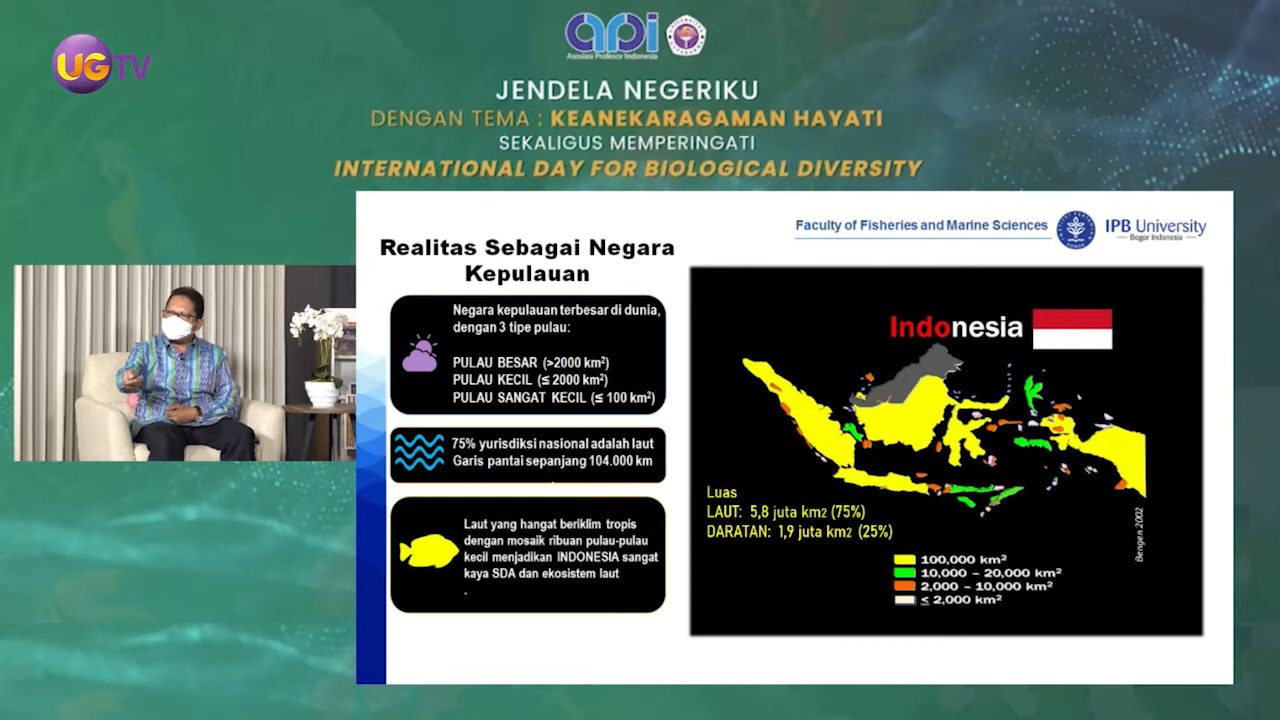 UGTV
api
Asosiasi Profesor Indonesia
JENDELA NEGERIKU
DENGAN TEMA : KEANEKARAGAMAN HAYATI
SEKALIGUS MEMPERINGATI
INTERNATIONAL DAY FOR BIOLOGICAL DIVERSITY
Faculty of Fisheries and Marine Sciences
IPB University
Bogor Indonesia
Realitas Sebagai Negara
Kepulauan
Negara kepulauan terbesar di dunia,
dengan 3 tipe pulau:
PULAU BESAR (>2000 km²)
PULAU KECIL (≤ 2000 km²)
PULAU SANGAT KECIL (≤ 100 km²)
75% yurisdiksi nasional adalah laut
Garis pantai sepanjang 104.000 km
Laut yang hangat beriklim tropis
dengan mosaik ribuan pulau-pulau
kecil menjadikan INDONESIA sangat
kaya SDA dan ekosistem laut
.
Indonesia
Luas
LAUT: 5,8 juta km2 (75%)
DARATAN: 1,9 juta km2 (25%)
Bengen 2002
100,000 km²
10,000 – 20,000 km²
2,000 – 10,000 km²
≤ 2,000 km²